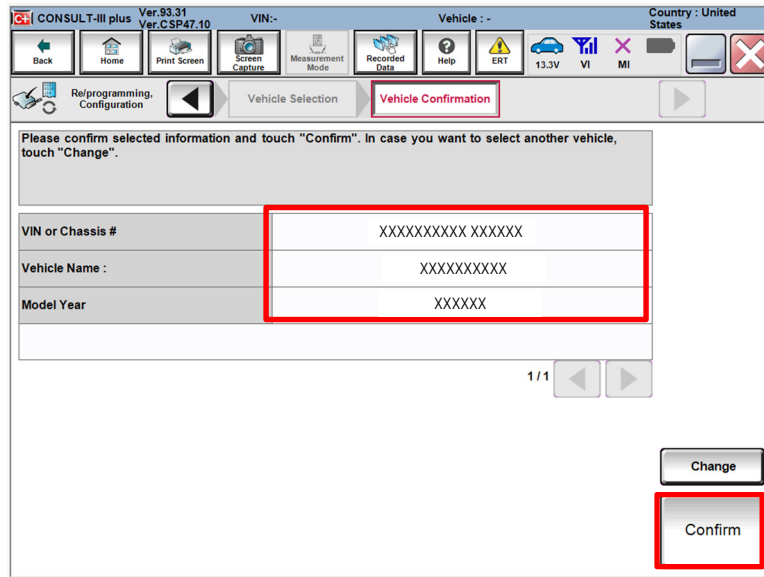 CONSULT-III plus
Ver.93.31
Ver.CSP47.10
VIN:-
Vehicle : -
Country : United
States
Back
Home
Print Screen
Screen
Capture
Measurement
Mode
Recorded
Data
Help
ERT
13.3V
VI
MI
Re/programming,
Configuration
Vehicle Selection
Vehicle Confirmation
Please confirm selected information and touch "Confirm". In case you want to select another vehicle,
touch "Change".
VIN or Chassis #
XXXXXXXXXX XXXXXX
Vehicle Name :
XXXXXXXXXX
Model Year
XXXXXX
1/1
Change
Confirm